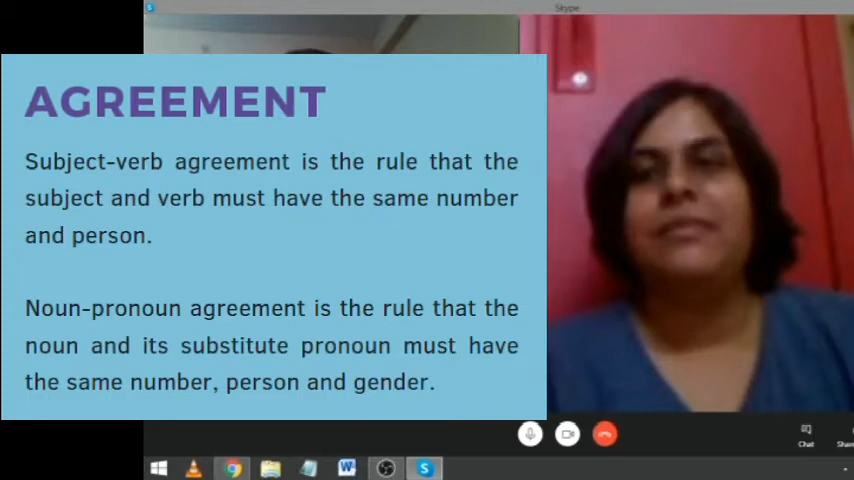 Skype
AGREEMENT
Subject-verb agreement is the rule that the
subject and verb must have the same number
and person.
Noun-pronoun agreement is the rule that the
noun and its substitute pronoun must have
the same number, person and gender.
Chat
Share